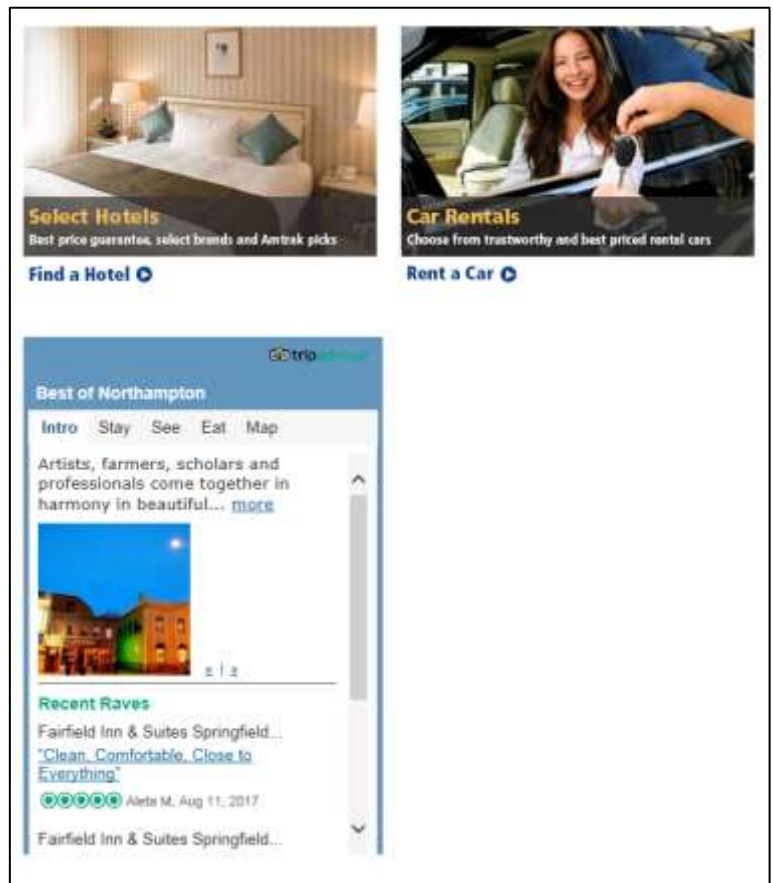 Select Hotels
Best price guarantee, select brands and Amtrak picks
Find a Hotel
Car Rentals
Choose from trustworthy and best priced rental cars
Rent a Car
tripadvisor
Best of Northampton
Intro Stay See Eat Map
Artists, farmers, scholars and
professionals come together in
harmony in beautiful... more
Recent Raves
Fairfield Inn & Suites Springfield...
"Clean, Comfortable, Close to
Everything"
Aleta M, Aug 11, 2017
Fairfield Inn & Suites Springfield...